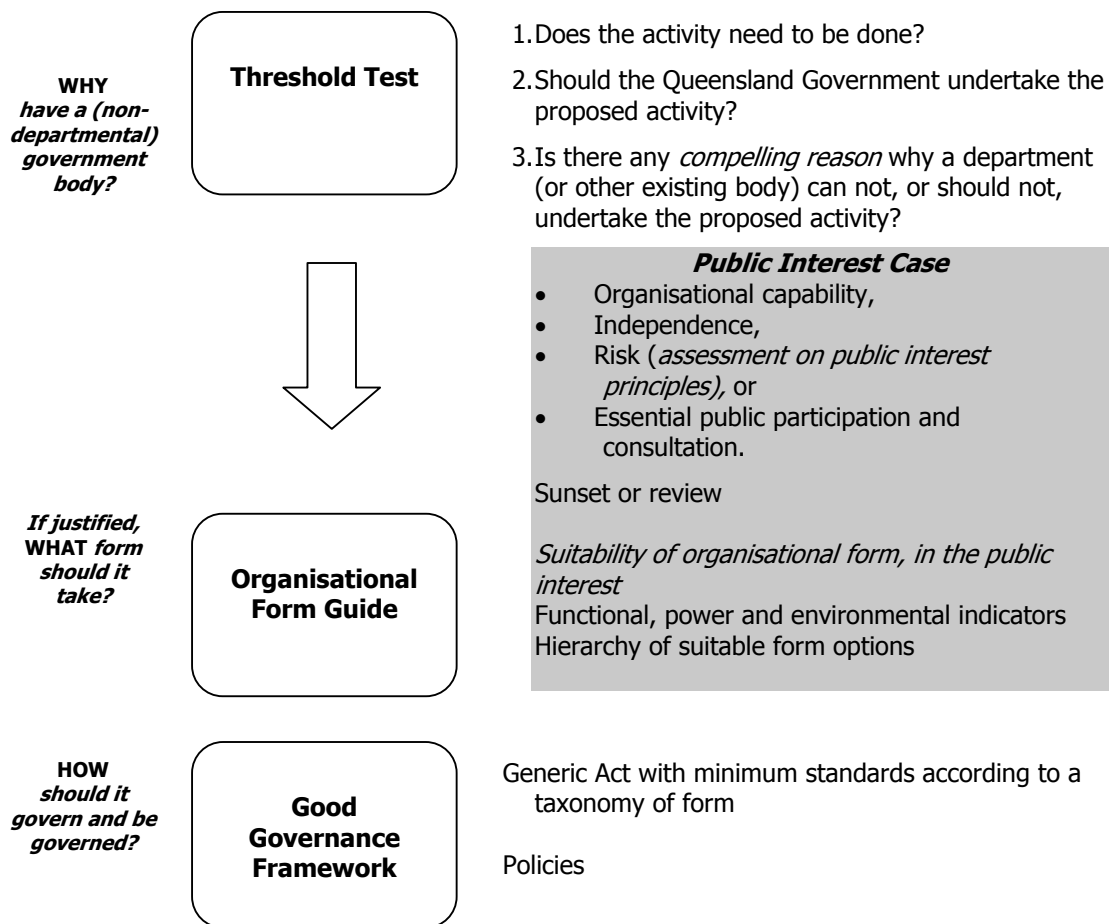 WHY
have a (non-
departmental)
government
body?
Threshold Test
1.Does the activity need to be done?
2.Should the Queensland Government undertake the
proposed activity?
3.Is there any compelling reason why a department
(or other existing body) can not, or should not,
undertake the proposed activity?
Public Interest Case
• Organisational capability,
• Independence,
• Risk (assessment on public interest
principles), or
• Essential public participation and
consultation.
Sunset or review
If justified,
WHAT form
should it
take?
Organisational
Form Guide
Suitability of organisational form, in the public
interest
Functional, power and environmental indicators
Hierarchy of suitable form options
HOW
should it
govern and be
governed?
Good
Governance
Framework
Generic Act with minimum standards according to a
taxonomy of form
Policies